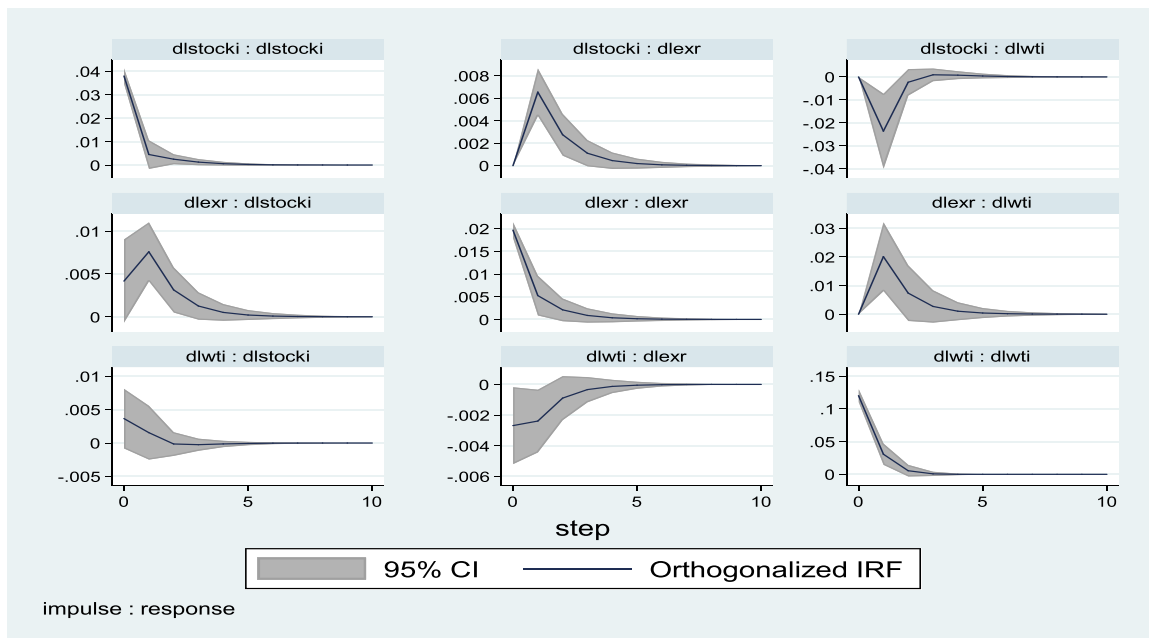 dlstocki : dlstocki
.04
.03
.02
.01
0
dlstocki : dlexr
.008
.006
.004
.002
0
dlstocki : dlwti
0
-.01
-.02
-.03
-.04
dlexr : dlstocki
.01
.005
0
dlexr : dlexr
.02
.015
.01
.005
0
dlexr : dlwti
.03
.02
.01
0
dlwti : dlstocki
.01
.005
0
-.005
0 5 10
dlwti : dlexr
0
-.002
-.004
-.006
0 5 10
dlwti : dlwti
.15
.1
.05
0
0 5 10
step
95% CI Orthogonalized IRF
impulse : response